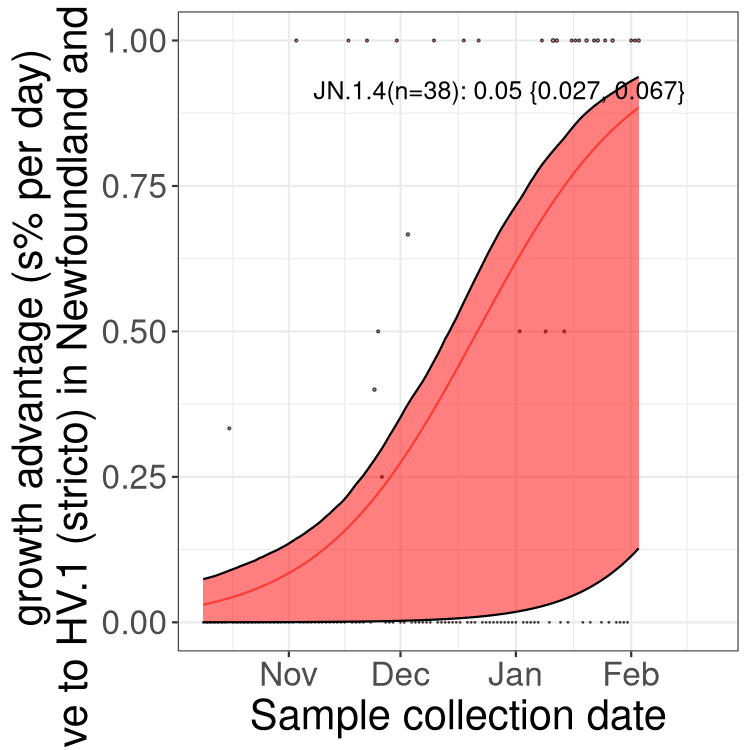 growth advantage (s% per day)
ve to HV.1 (stricto) in Newfoundland and
1.00
0.75
0.50
0.25
0.00
JN.1.4(n=38): 0.05 {0.027, 0.067}
Nov Dec Jan Feb
Sample collection date